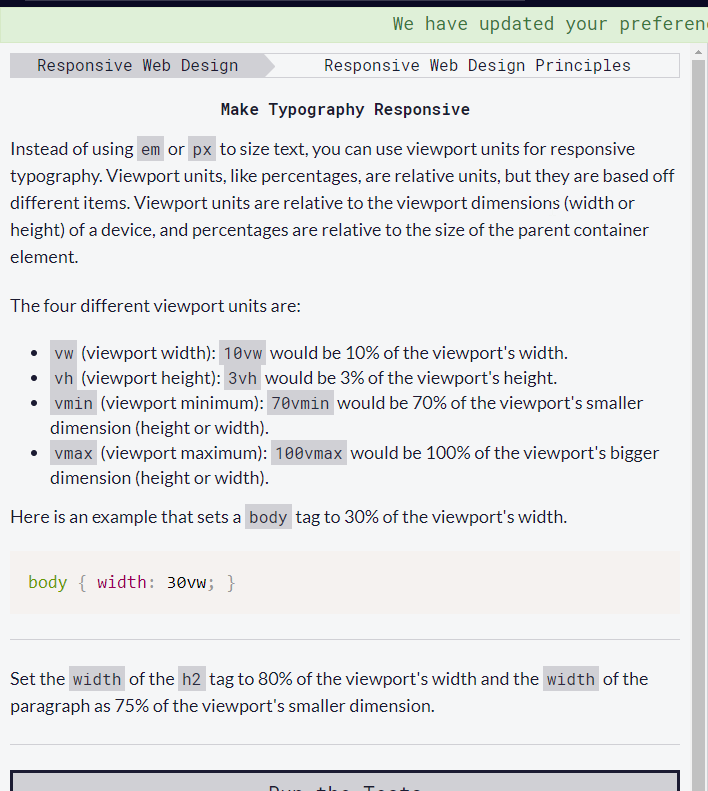 We have updated your preferen
Responsive Web Design
Responsive Web Design Principles
Make Typography Responsive
Instead of using em or px to size text, you can use viewport units for responsive
typography. Viewport units, like percentages, are relative units, but they are based off
different items. Viewport units are relative to the viewport dimensions (width or
height) of a device, and percentages are relative to the size of the parent container
element.
The four different viewport units are:
• vw (viewport width): 10vw would be 10% of the viewport's width.
• vh (viewport height): 3vh would be 3% of the viewport's height.
• vmin (viewport minimum): 70vmin would be 70% of the viewport's smaller
dimension (height or width).
• vmax (viewport maximum): 100vmax would be 100% of the viewport's bigger
dimension (height or width).
Here is an example that sets a body tag to 30% of the viewport's width.
body { width: 30vw; }
Set the width of the h2 tag to 80% of the viewport's width and the width of the
paragraph as 75% of the viewport's smaller dimension.
Run the Tests